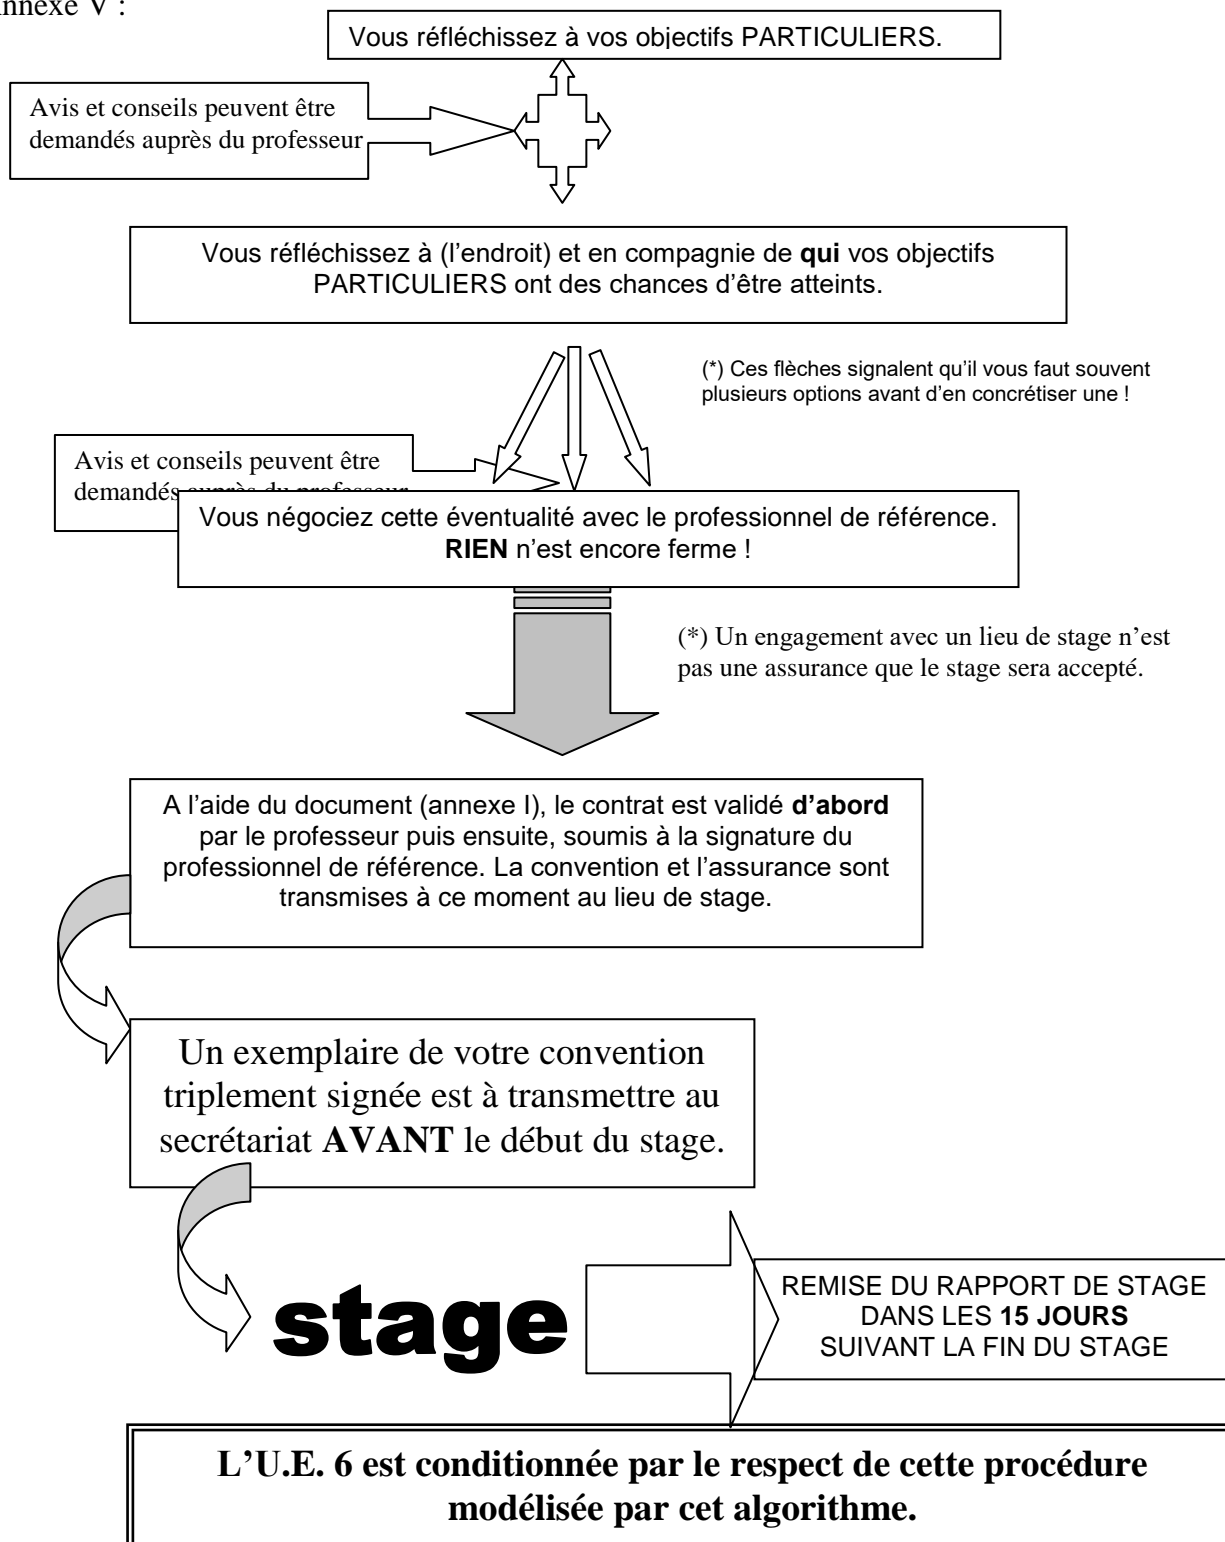 Annexe V :
Vous réfléchissez à vos objectifs PARTICULIERS.
Avis et conseils peuvent être
demandés auprès du professeur
Vous réfléchissez à (l'endroit) et en compagnie de qui vos objectifs
PARTICULIERS ont des chances d'être atteints.
(*) Ces flèches signalent qu'il vous faut souvent
plusieurs options avant d'en concrétiser une !
Avis et conseils peuvent être
demandés auprès du professeur
Vous négociez cette éventualité avec le professionnel de référence.
RIEN n'est encore ferme !
(*) Un engagement avec un lieu de stage n'est
pas une assurance que le stage sera accepté.
A l'aide du document (annexe I), le contrat est validé d'abord
par le professeur puis ensuite, soumis à la signature du
professionnel de référence. La convention et l'assurance sont
transmises à ce moment au lieu de stage.
Un exemplaire de votre convention
triplement signée est à transmettre au
secrétariat AVANT le début du stage.
stage
REMISE DU RAPPORT DE STAGE
DANS LES 15 JOURS
SUIVANT LA FIN DU STAGE
L'U.E. 6 est conditionnée par le respect de cette procédure
modélisée par cet algorithme.